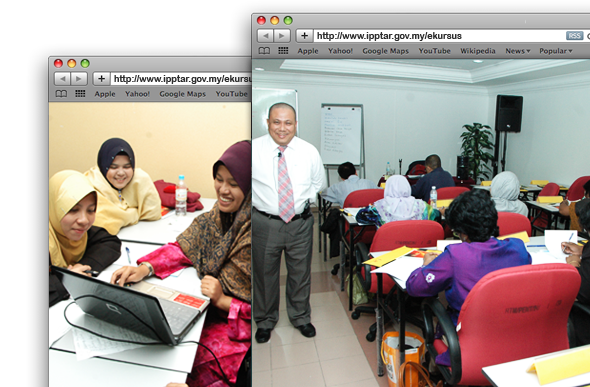 http://www.ipptar.gov.my/ekursus
RSS
Apple Yahoo! Google Maps YouTube Wikipedia News Popular
http://www.ipptar.gov.my/ekursu
Apple Yahoo! Google Maps YouTube